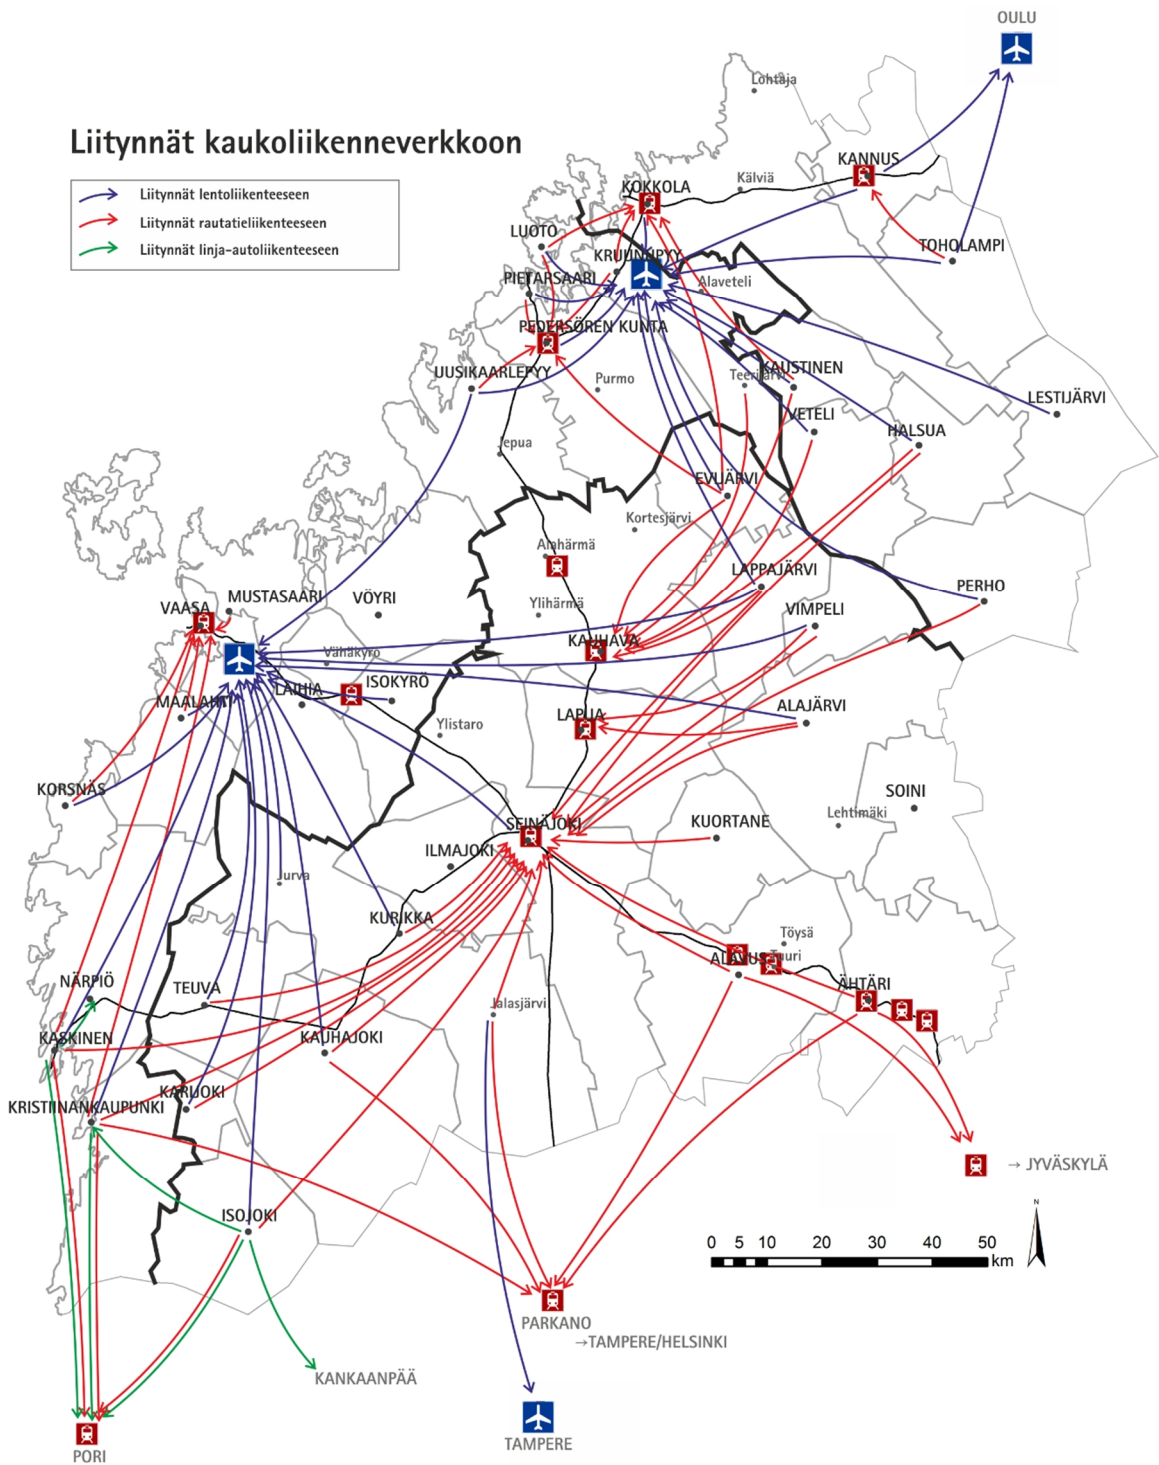 OULU
Lohtaja
Liitynnät kaukoliikenneverkkoon
Liitynnät lentoliikenteeseen
Liitynnät rautatieliikenteeseen
Liitynnät linja-autoliikenteeseen
KANNUS
KOKKOLA
Kälviä
LUOTO
TOHOLAMPI
KRUUNUPYY
PIETARSAARI
Alaveteli
PEDERSÖREN KUNTA
UUSIKAARLEPYY
Purmo
Teerijärvi
KAUSTINEN
LESTIJÄRVI
VETELI
HALSUA
Jepua
EVIJÄRVI
Kortesjärvi
Alahärmä
LAPPAJÄRVI
PERHO
VAASA
MUSTASAARI
VÖYRI
Ylihärmä
VIMPELI
KAUHAVA
Vähäkyrö
MAALAHTI
LAIHIA
ISOKYRÖ
LAPUA
ALAJÄRVI
Ylistaro
KORSNÄS
SOINI
SEINÄJOKI
KUORTANE
Lehtimäki
ILMAJOKI
Jurva
KURIKKA
Töysä
ALAVUS
Tuuri
NÄRPIÖ
TEUVA
ÄHTÄRI
Jalasjärvi
KASKINEN
KAUHAJOKI
KARIJOKI
KRISTIINANKAUPUNKI
→ JYVÄSKYLÄ
N
ISOJOKI
0 5 10 20 30 40 50
km
PARKANO
→TAMPERE/HELSINKI
KANKAANPÄÄ
TAMPERE
PORI